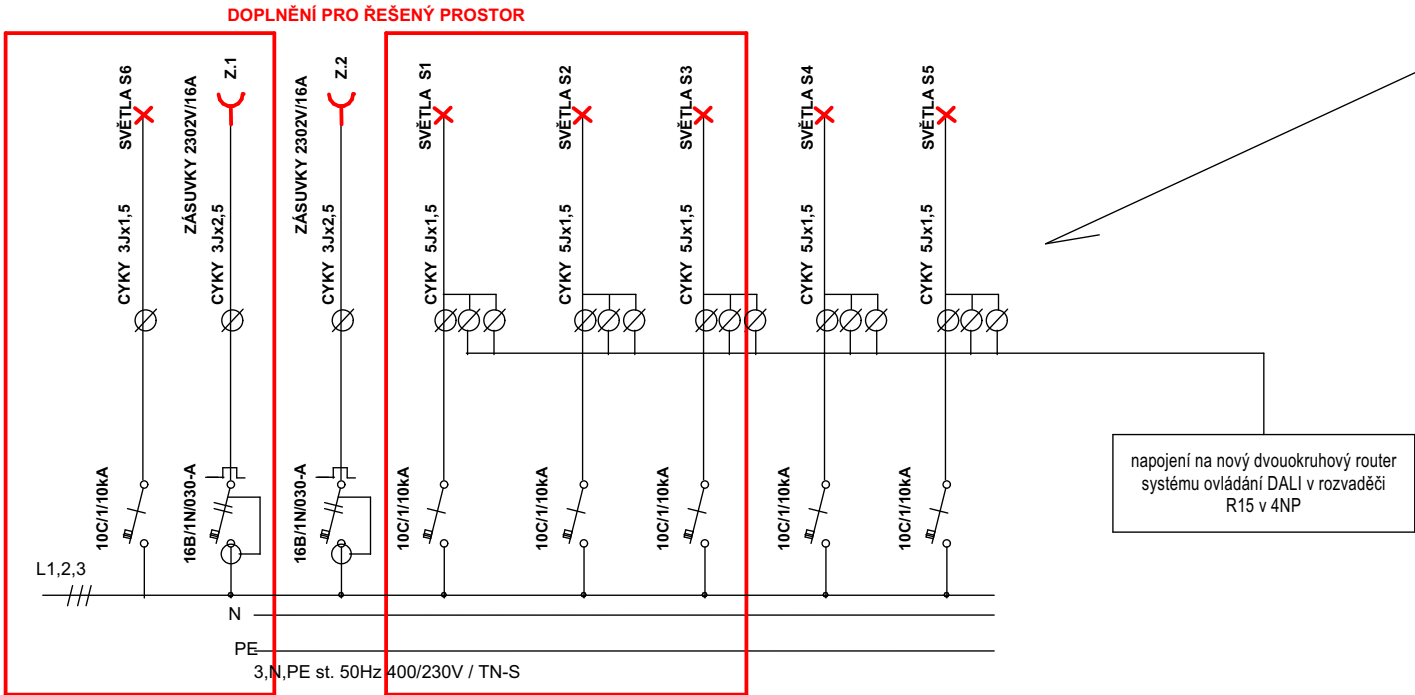 DOPLNĚNÍ PRO ŘEŠENÝ PROSTOR
SVĚTLA S6
ZÁSUVKY 2302V/16A
Z.1
ZÁSUVKY 2302V/16A
Z.2
SVĚTLA S1
SVĚTLA S2
SVĚTLA S3
SVĚTLA S4
SVĚTLA S5
CYKY 3Jx1,5
CYKY 3Jx2,5
CYKY 3Jx2,5
CYKY 5Jx1,5
CYKY 5Jx1,5
CYKY 5Jx1,5
CYKY 5Jx1,5
CYKY 5Jx1,5
10C/1/10kA
16B/1N/030-A
16B/1N/030-A
10C/1/10kA
10C/1/10kA
10C/1/10kA
10C/1/10kA
10C/1/10kA
napojení na nový dvouokruhový router
systému ovládání DALI v rozvaděči
R15 v 4NP
L1,2,3
N
PE
3,N,PE st. 50Hz 400/230V / TN-S